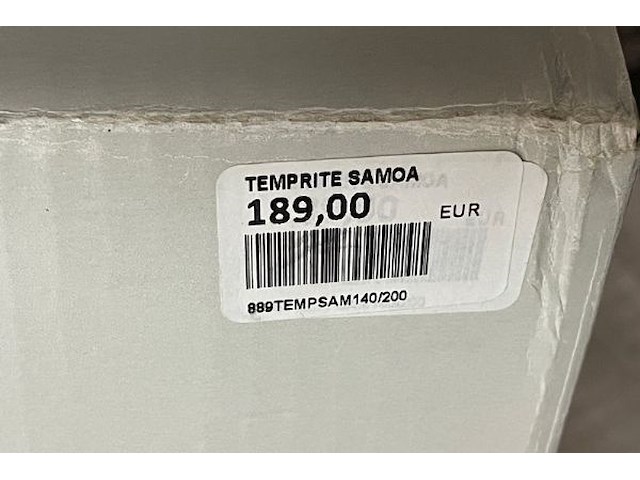 TEMPRITE SAMOA
189,00 EUR
889TEMPSAM140/200